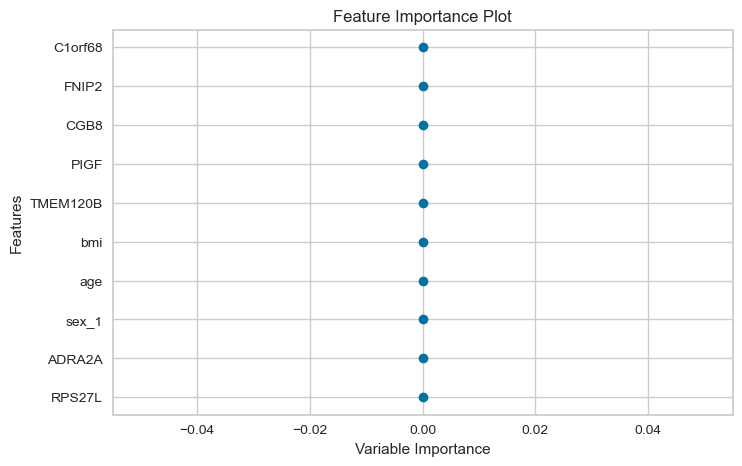 Feature Importance Plot
C1orf68
FNIP2
CGB8
PIGF
TMEM120B
bmi
age
sex_1
ADRA2A
RPS27L
Features
−0.04 −0.02 0.00 0.02 0.04
Variable Importance